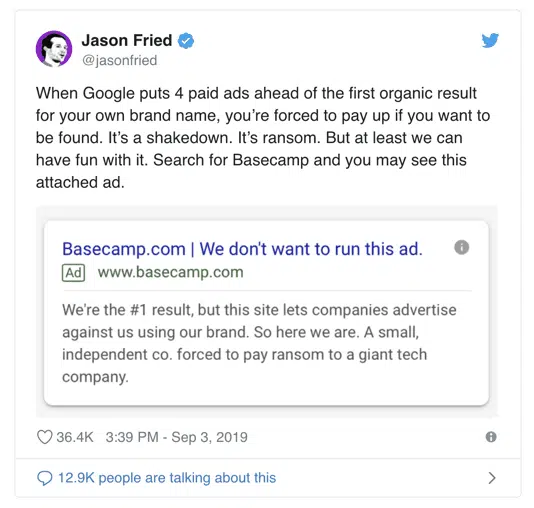 Jason Fried
@jasonfried
When Google puts 4 paid ads ahead of the first organic result
for your own brand name, you’re forced to pay up if you want to
be found. It’s a shakedown. It’s ransom. But at least we can
have fun with it. Search for Basecamp and you may see this
attached ad.
Basecamp.com | We don't want to run this ad.
Ad www.basecamp.com
We're the #1 result, but this site lets companies advertise
against us using our brand. So here we are. A small,
independent co. forced to pay ransom to a giant tech
company.
36.4K 3:39 PM - Sep 3, 2019
12.9K people are talking about this